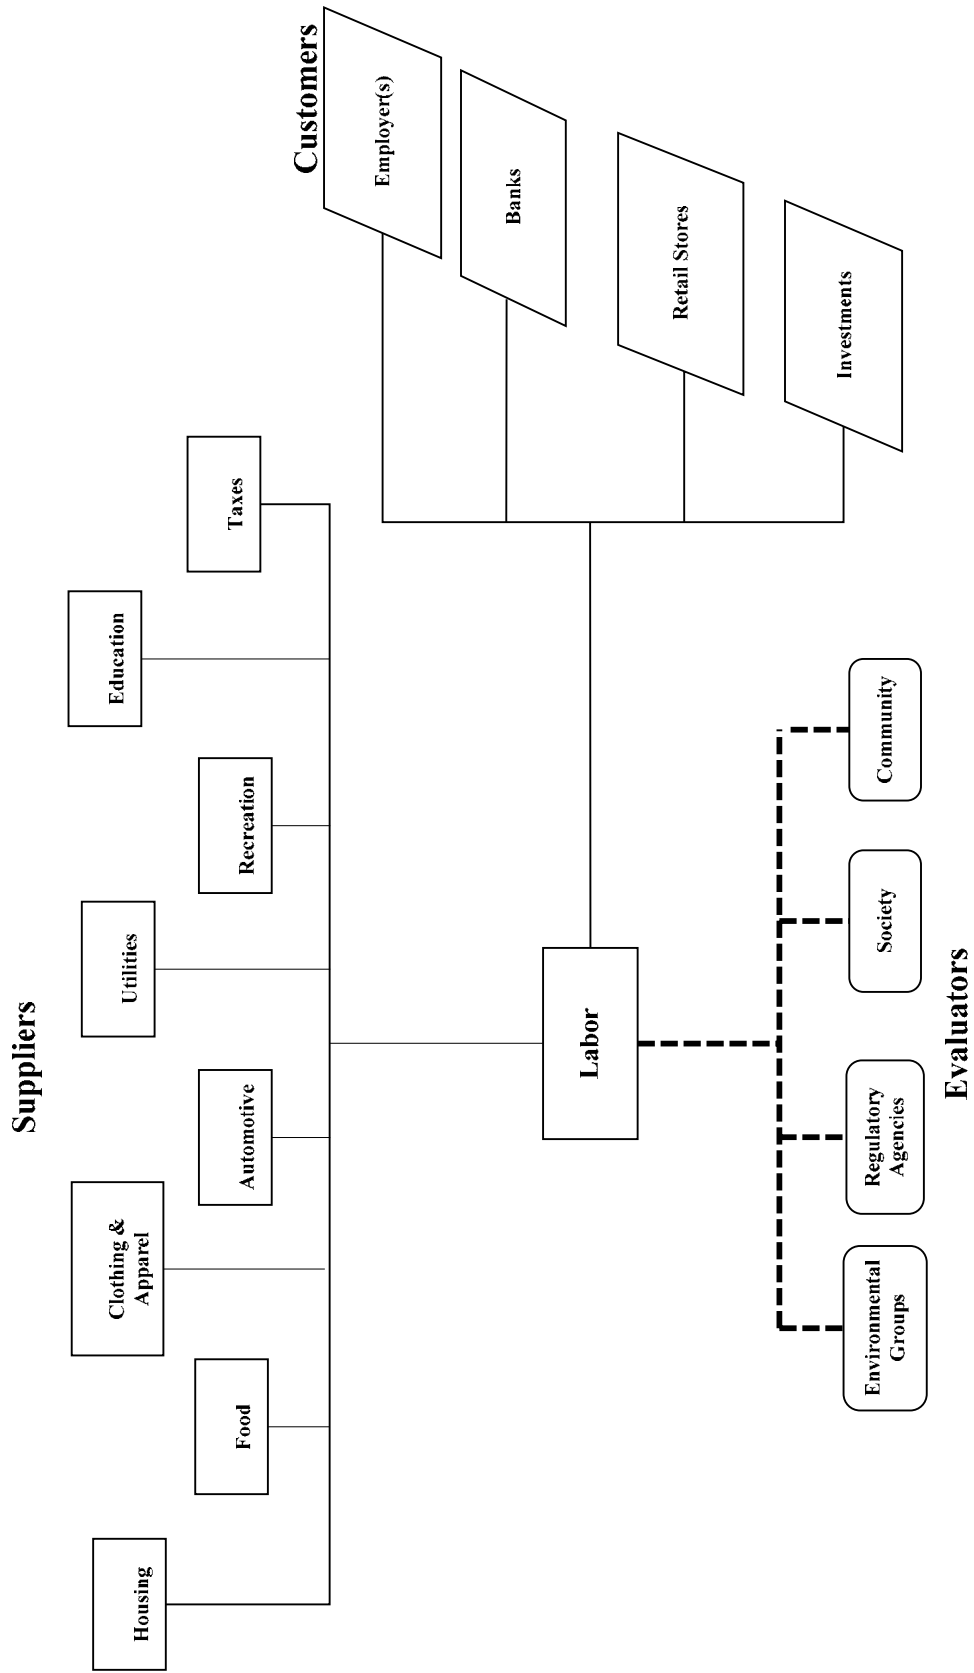 Suppliers
Housing
Food
Clothing &
Apparel
Automotive
Utilities
Recreation
Education
Taxes
Customers
Employer(s)
Banks
Retail Stores
Investments
Labor
Environmental
Groups
Regulatory
Agencies
Society
Community
Evaluators